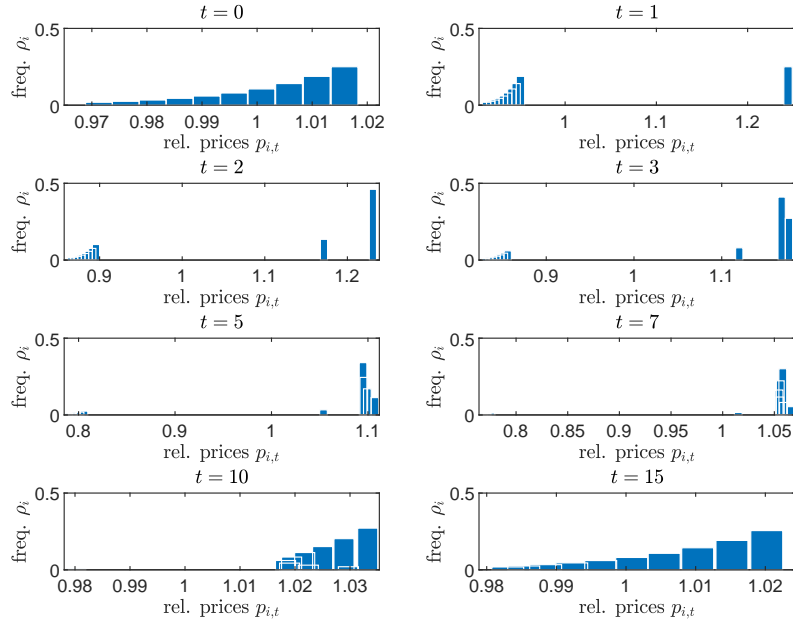 t = 0
0.5
0
freq. ρi
0.97 0.98 0.99 1 1.01 1.02
rel. prices pi,t
t = 1
0.5
0
freq. ρi
1 1.1 1.2
rel. prices pi,t
t = 2
0.5
0
freq. ρi
0.9 1 1.1 1.2
rel. prices pi,t
t = 3
0.5
0
freq. ρi
0.9 1 1.1
rel. prices pi,t
t = 5
0.5
0
freq. ρi
0.8 0.9 1 1.1
rel. prices pi,t
t = 7
0.5
0
freq. ρi
0.8 0.85 0.9 0.95 1 1.05
rel. prices pi,t
t = 10
0.5
0
freq. ρi
0.98 0.99 1 1.01 1.02 1.03
rel. prices pi,t
t = 15
0.5
0
freq. ρi
0.98 0.99 1 1.01 1.02
rel. prices pi,t